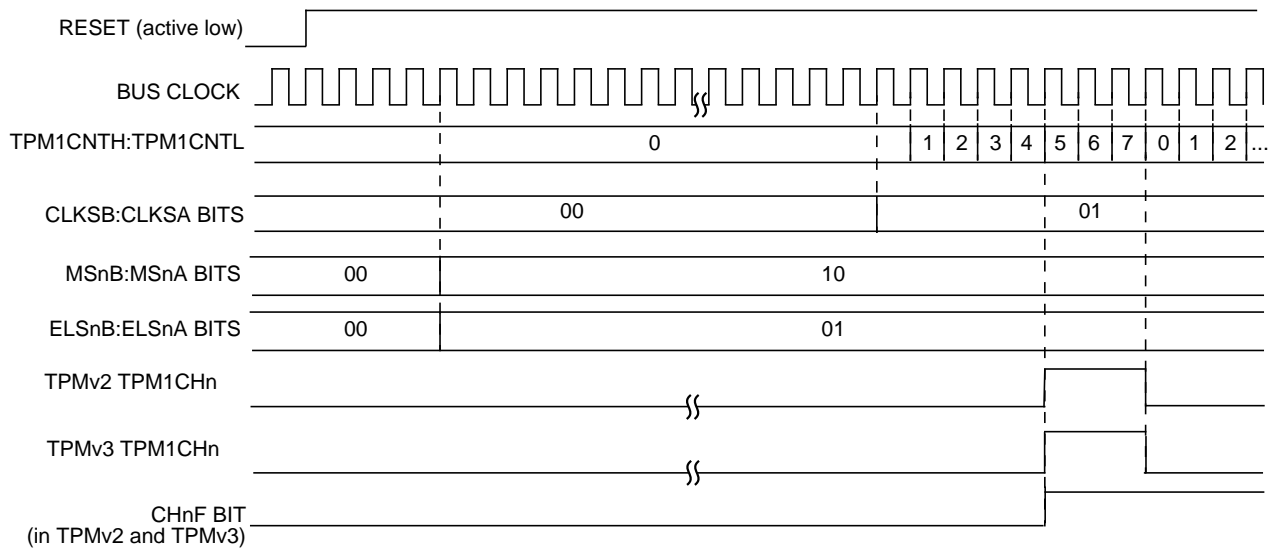 RESET (active low)
BUS CLOCK
TPM1CNTH:TPM1CNTL 0 1 2 3 4 5 6 7 0 1 2 ...
CLKSB:CLKSA BITS 00 01
MSnB:MSnA BITS 00 10
ELSnB:ELSnA BITS 00 01
TPMv2 TPM1CHn
TPMv3 TPM1CHn
CHnF BIT
(in TPMv2 and TPMv3)